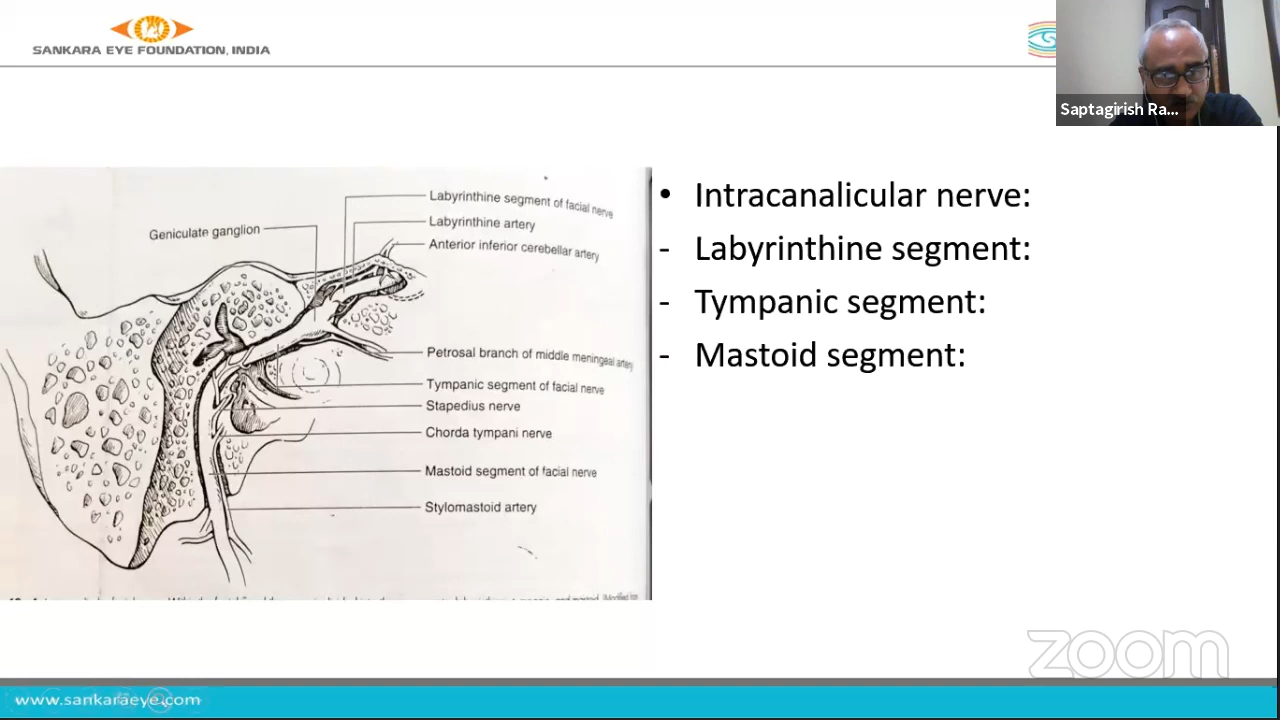 SANKARA EYE FOUNDATION, INDIA
Saptagirish Ra...
Labyrinthine segment of facial nerve
Labyrinthine artery
Geniculate ganglion
Anterior inferior cerebellar artery
Petrosal branch of middle meningeal artery
Tympanic segment of facial nerve
Stapedius nerve
Chorda tympani nerve
Mastoid segment of facial nerve
Stylomastoid artery
• Intracanalicular nerve:
- Labyrinthine segment:
- Tympanic segment:
- Mastoid segment:
zoom
www.sankaraeye.com